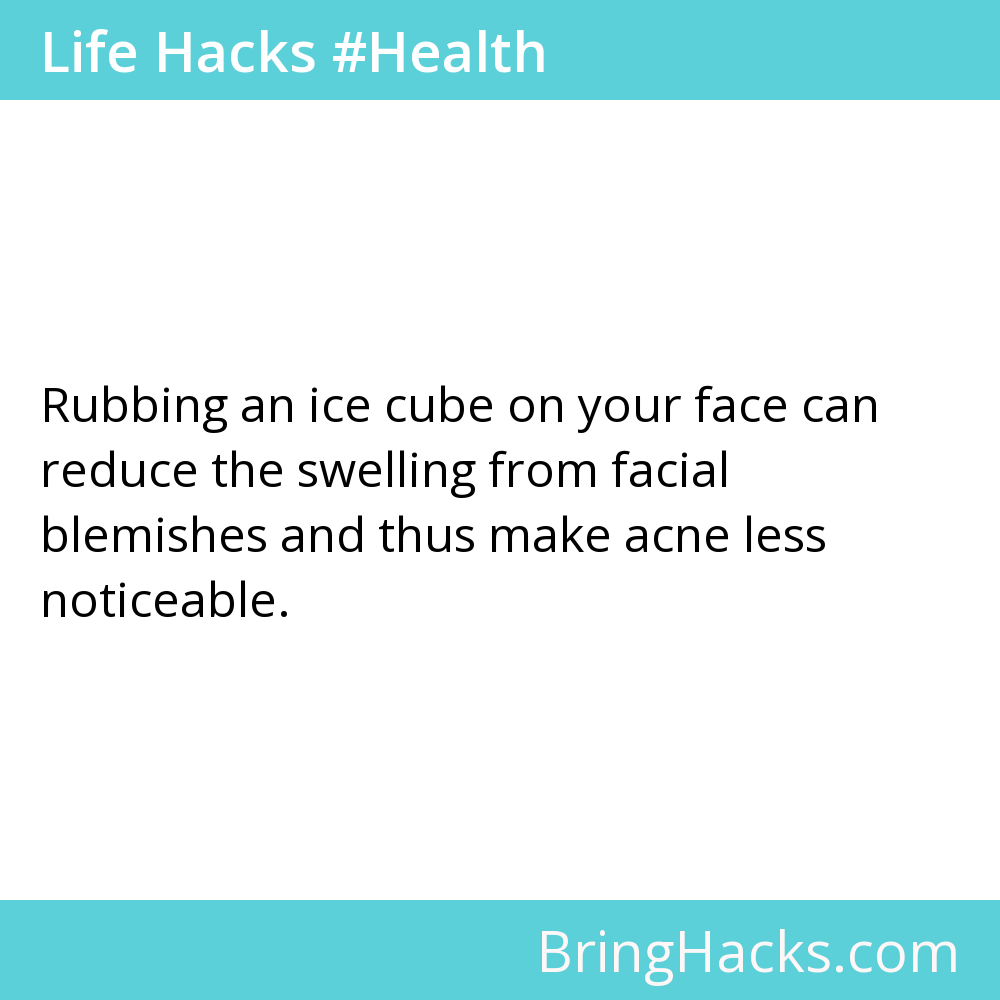 Life Hacks #Health
Rubbing an ice cube on your face can
reduce the swelling from facial
blemishes and thus make acne less
noticeable.
BringHacks.com